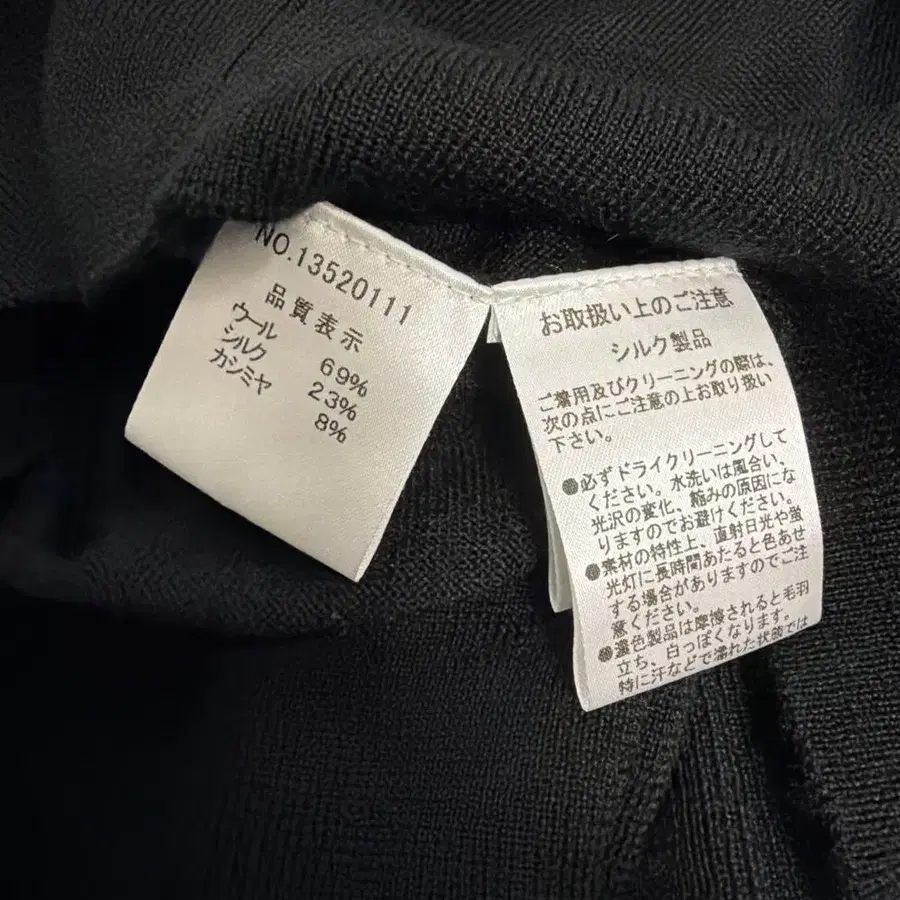 NO.13520111
品質表示
ウール 69%
シルク 23%
カシミヤ 8%
お取扱い上のご注意
シルク製品
ご着用及びクリーニングの際は、
次の点にご注意の上お取り扱い
下さい。
●必ずドライクリーニングして
ください。水洗いは風合い、
光沢の変化、縮みの原因にな
りますのでお避けください。
●素材の特性上、直射日光や蛍
光灯に長時間あたると色あせ
する場合がありますのでご注
意ください。
●濃色製品は摩擦されると毛羽
立ち、白っぽくなります。
特に汗などで濡れた状態では